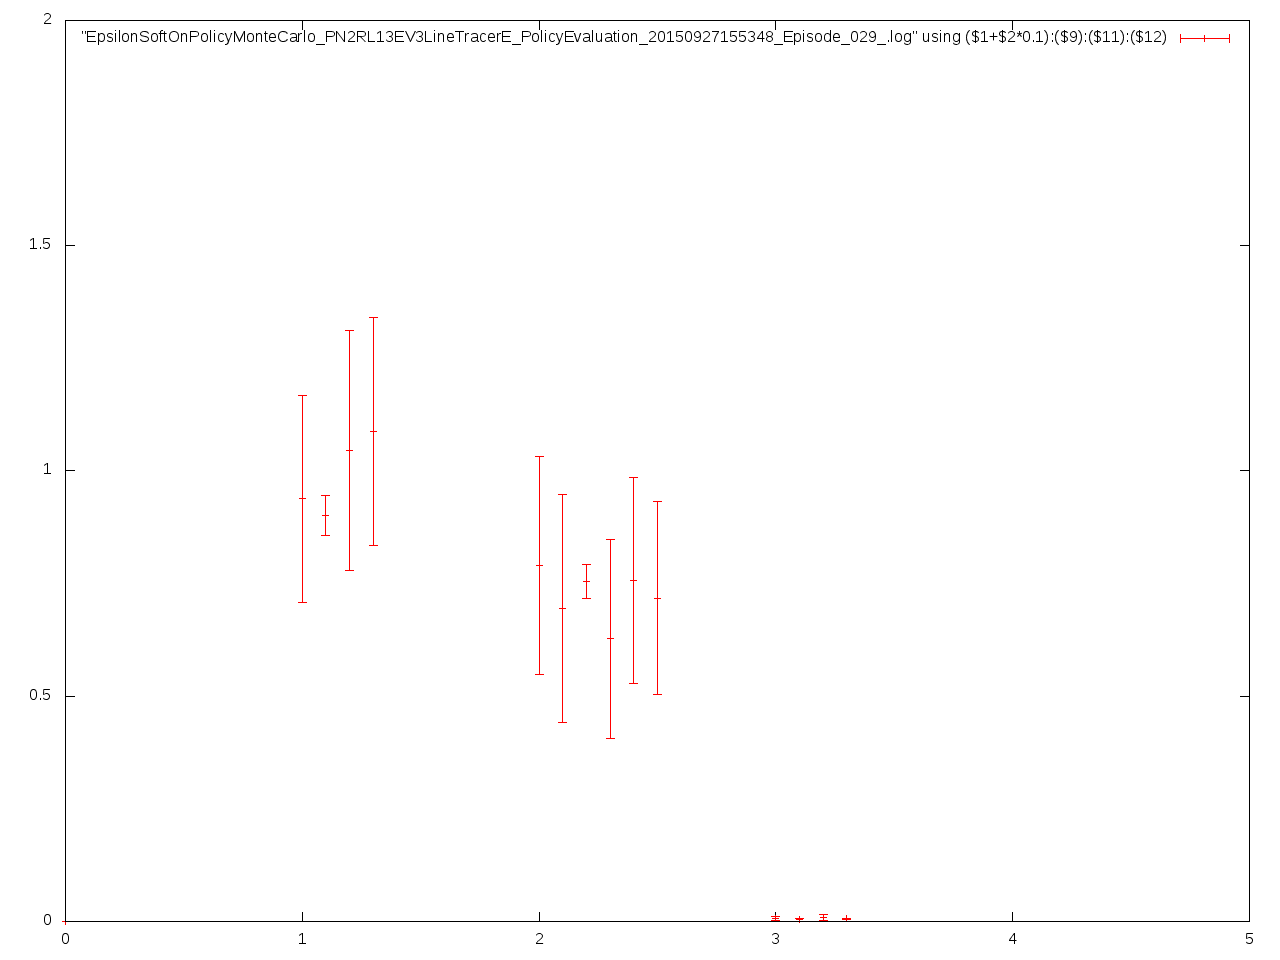 2
"EpsilonSoftOnPolicyMonteCarlo_PN2RL13EV3LineTracerE_PolicyEvaluation_20150927155348_Episode_029_.log" using ($1+$2*0.1):($9):($11):($12)
1.5
1
0.5
0
0 1 2 3 4 5